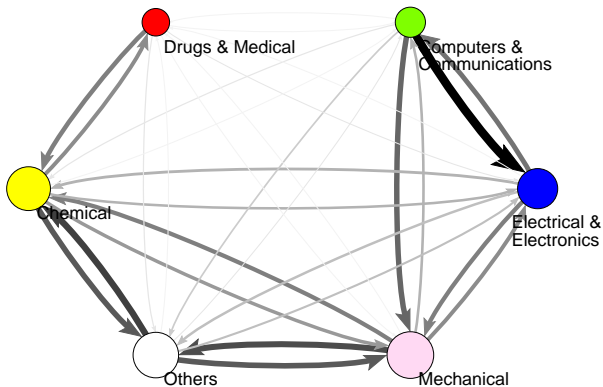 Drugs & Medical
Computers &
Communications
Chemical
Electrical &
Electronics
Others
Mechanical